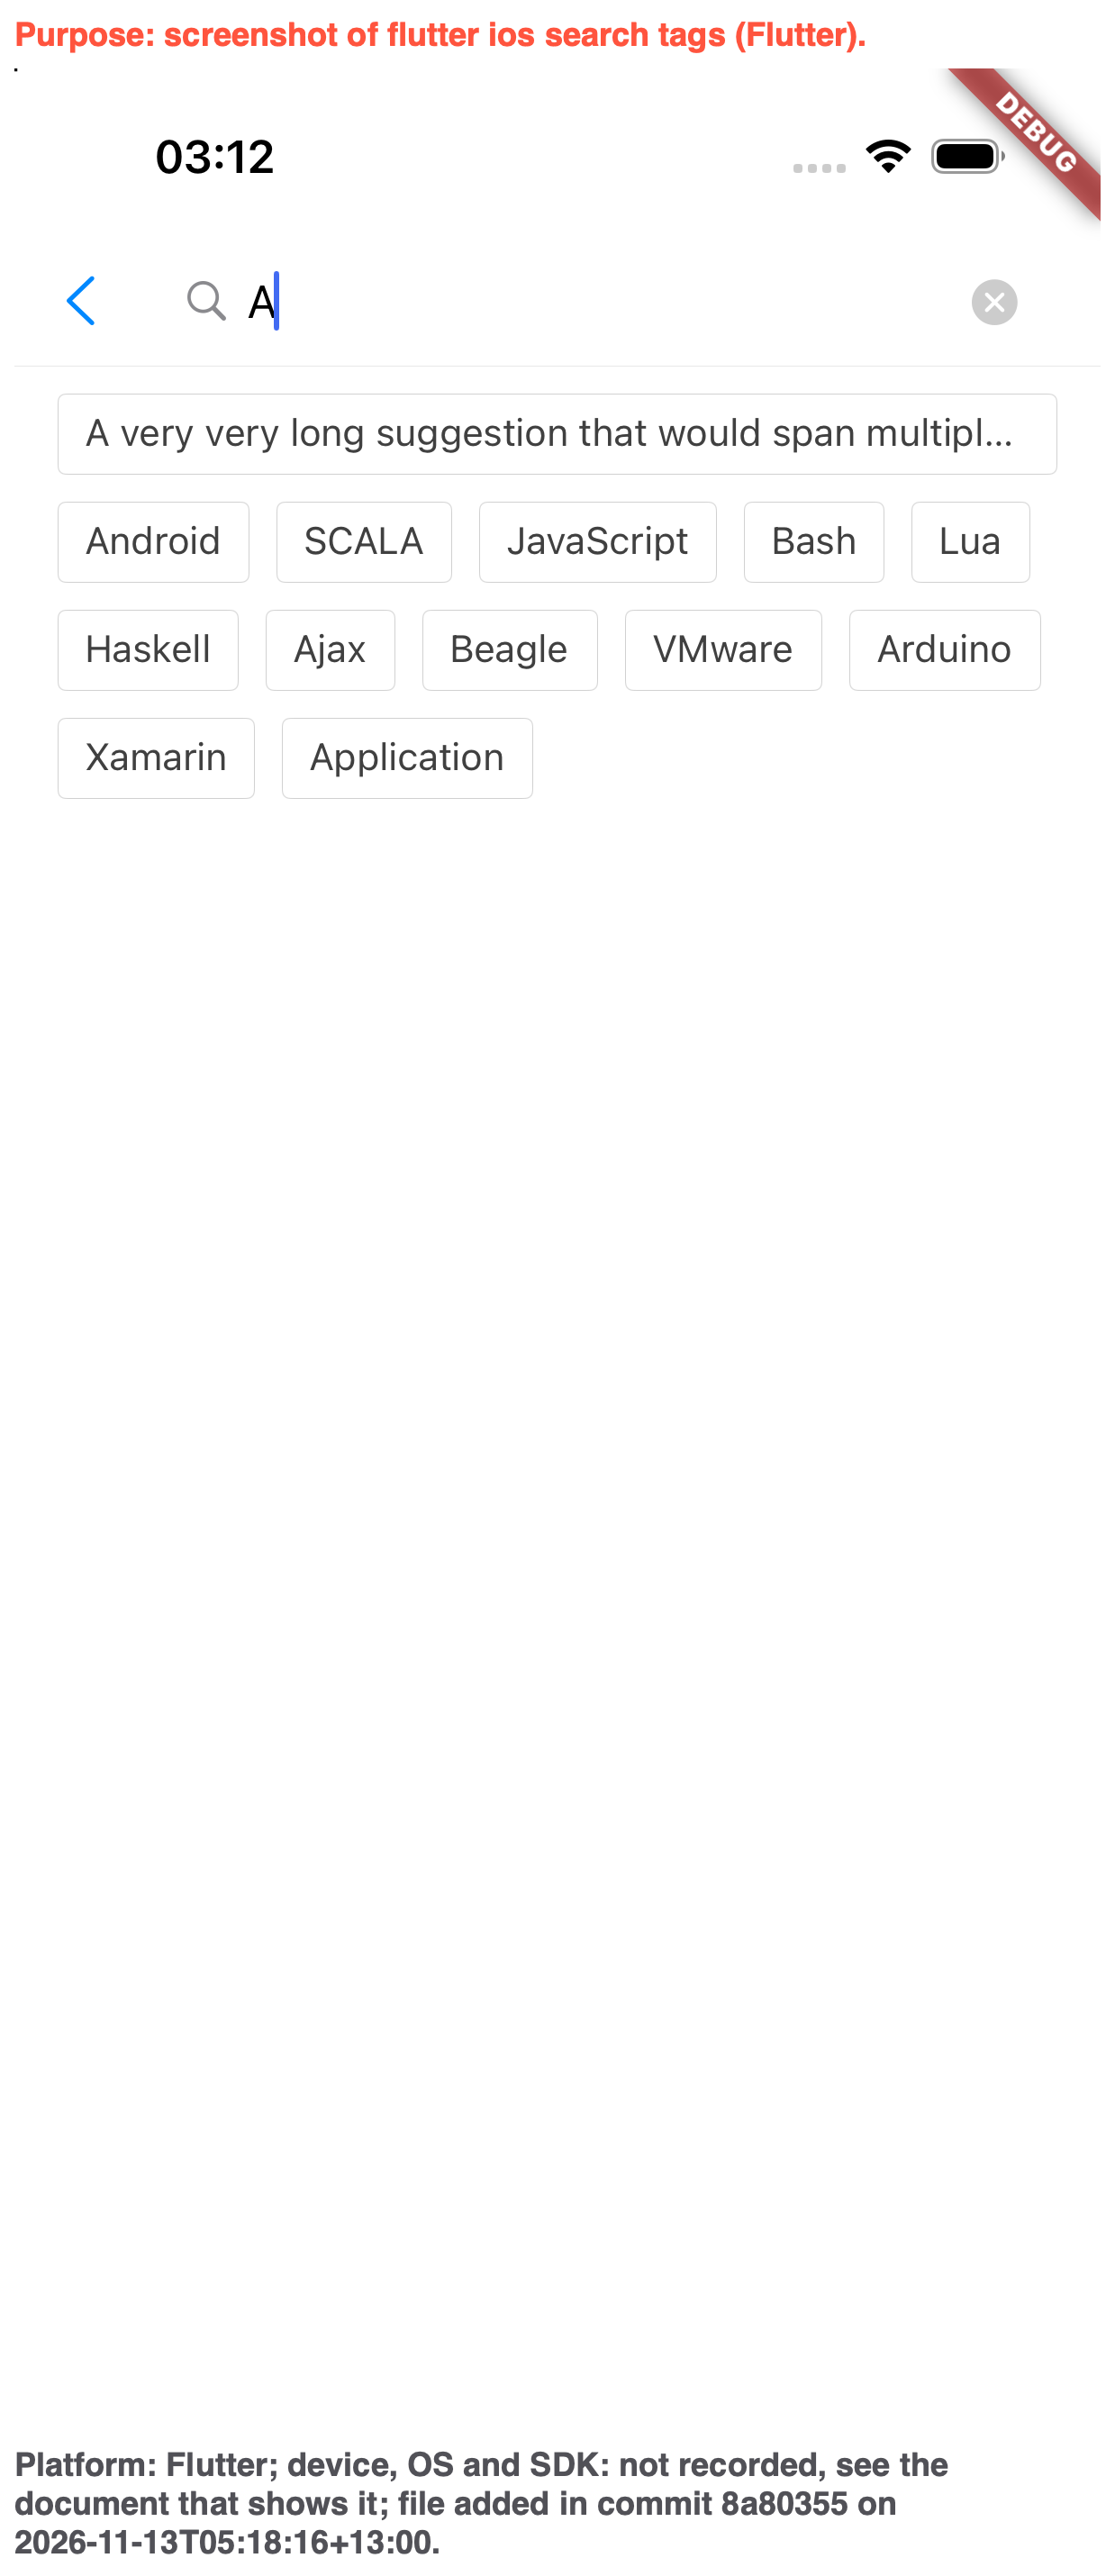 Purpose: screenshot of flutter ios search tags (Flutter).
DEBUG
03:12
A
A very very long suggestion that would span multipl...
Android SCALA JavaScript Bash Lua
Haskell Ajax Beagle VMware Arduino
Xamarin Application
Platform: Flutter; device, OS and SDK: not recorded, see the
document that shows it; file added in commit 8a80355 on
2026-11-13T05:18:16+13:00.